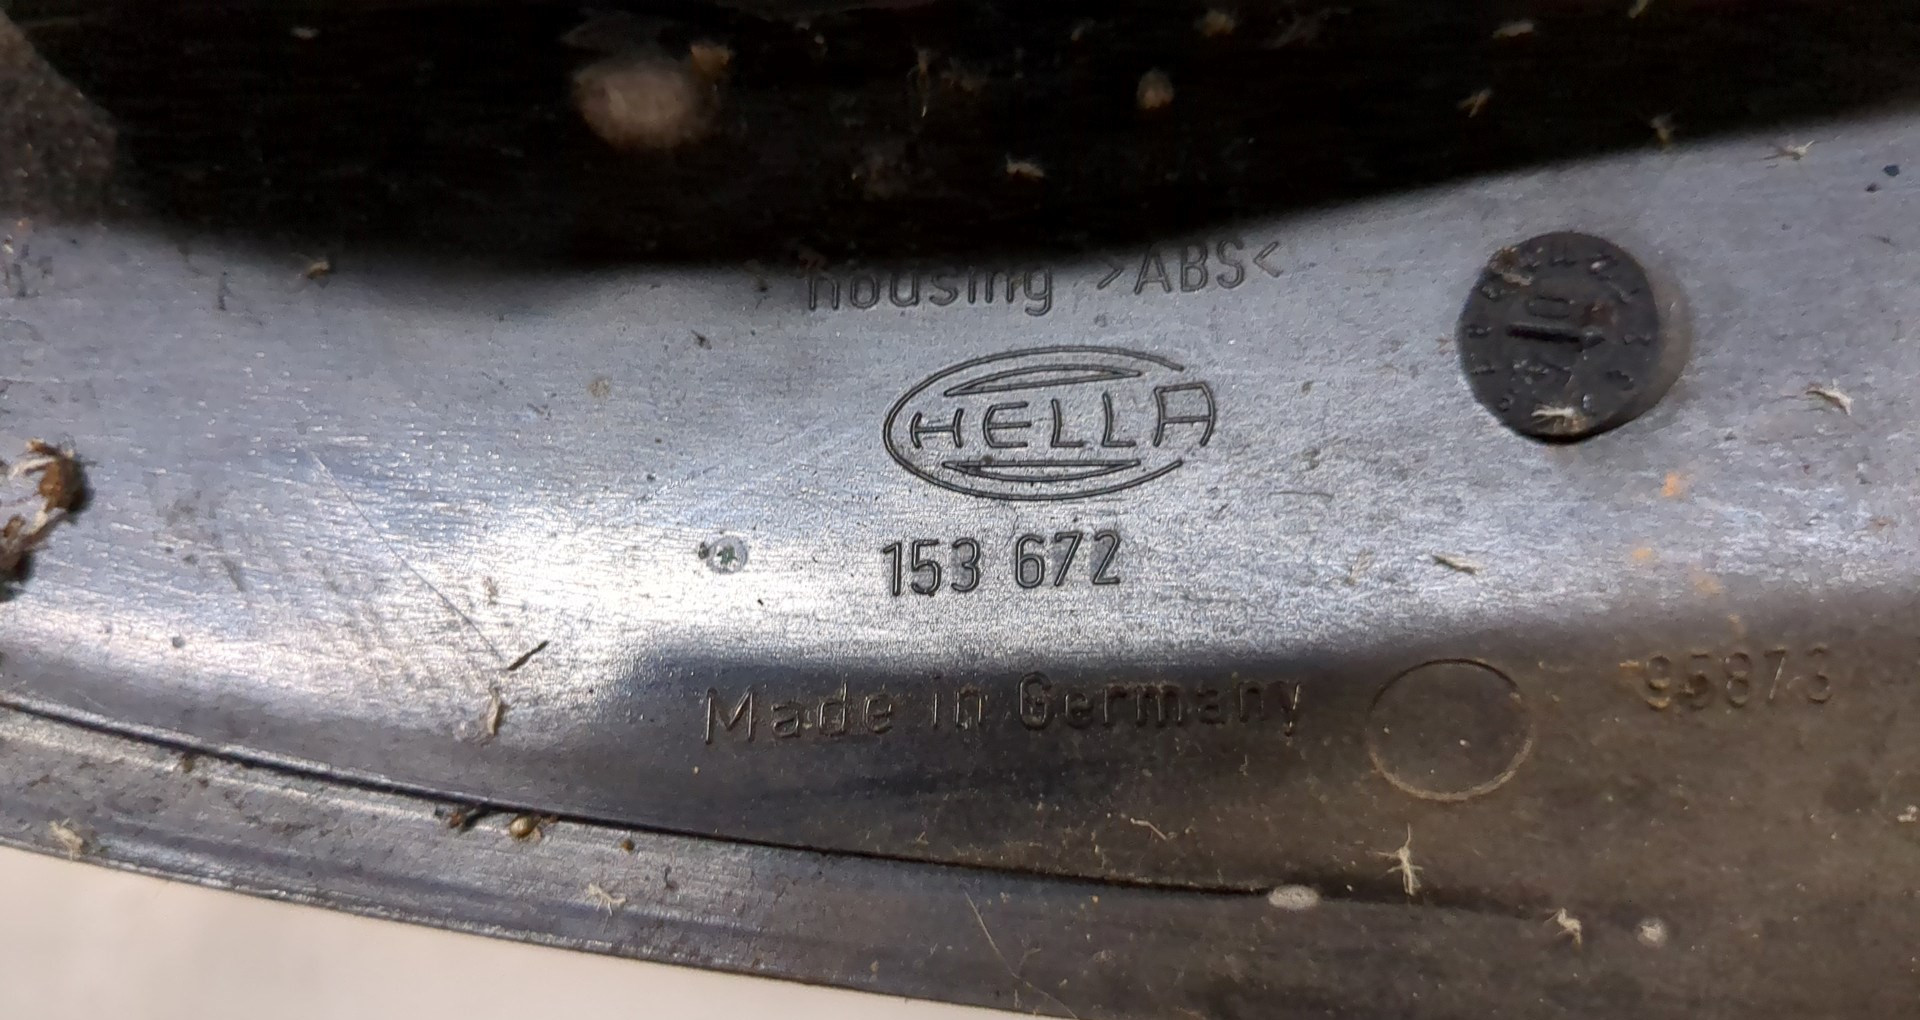 housing >ABS<
HELLA
153 672
Made in Germany
95873